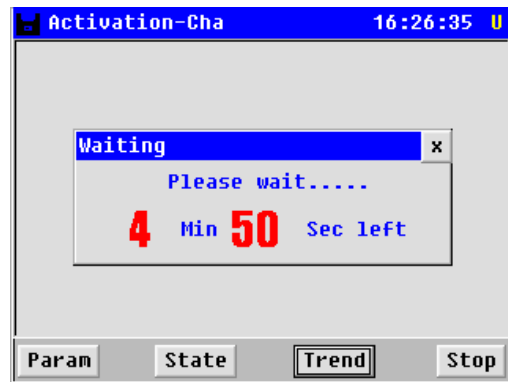 Activation-Cha 16:26:35 U
Waiting x
Please wait.....
4 Min 50 Sec left
Param State Trend Stop